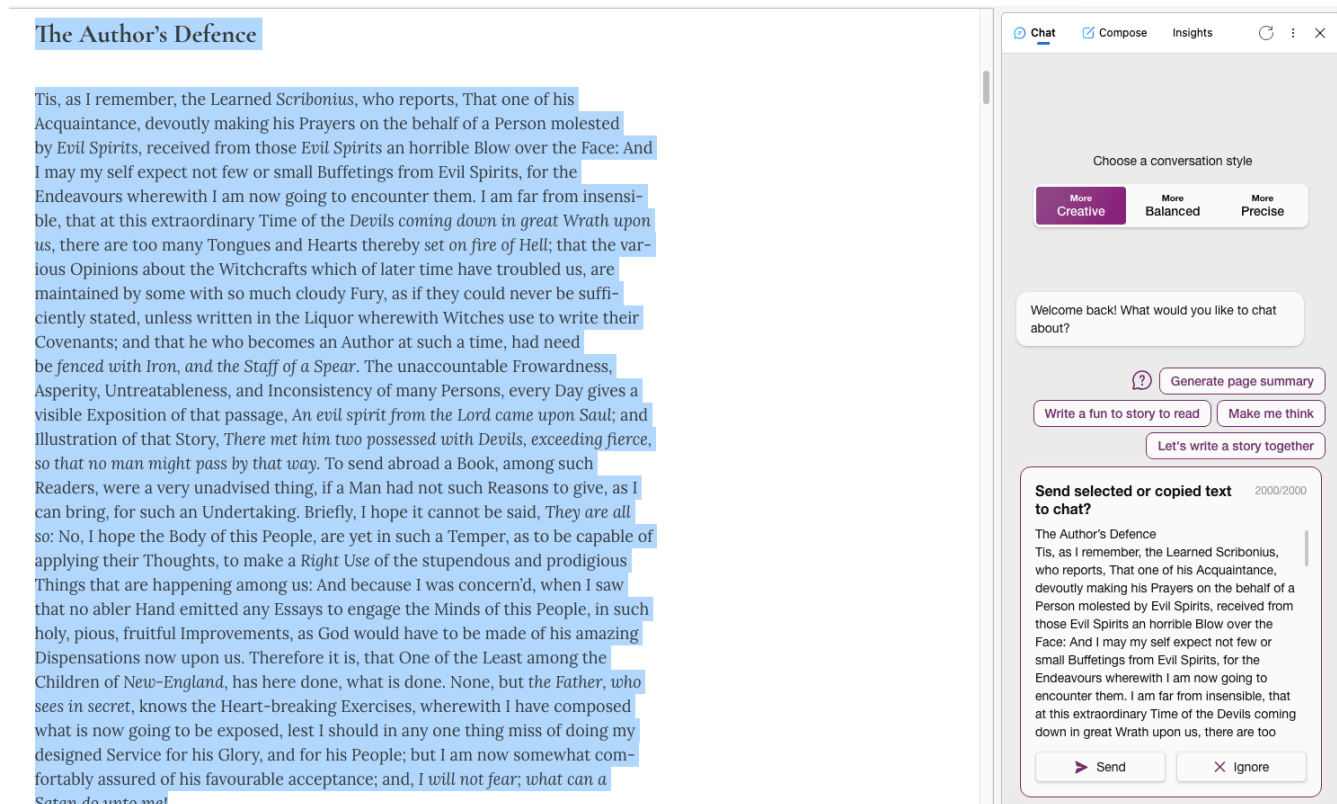 The Author’s Defence
Tis, as I remember, the Learned Scribonius, who reports, That one of his
Acquaintance, devoutly making his Prayers on the behalf of a Person molested
by Evil Spirits, received from those Evil Spirits an horrible Blow over the Face: And
I may my self expect not few or small Buffetings from Evil Spirits, for the
Endeavours wherewith I am now going to encounter them. I am far from insensi-
ble, that at this extraordinary Time of the Devils coming down in great Wrath upon
us, there are too many Tongues and Hearts thereby set on fire of Hell; that the var-
ious Opinions about the Witchcrafts which of later time have troubled us, are
maintained by some with so much cloudy Fury, as if they could never be suffi-
ciently stated, unless written in the Liquor wherewith Witches use to write their
Covenants; and that he who becomes an Author at such a time, had need
be fenced with Iron, and the Staff of a Spear. The unaccountable Frowardness,
Asperity, Untreatableness, and Inconsistency of many Persons, every Day gives a
visible Exposition of that passage, An evil spirit from the Lord came upon Saul; and
Illustration of that Story, There met him two possessed with Devils, exceeding fierce,
so that no man might pass by that way. To send abroad a Book, among such
Readers, were a very unadvised thing, if a Man had not such Reasons to give, as I
can bring, for such an Undertaking. Briefly, I hope it cannot be said, They are all
so: No, I hope the Body of this People, are yet in such a Temper, as to be capable of
applying their Thoughts, to make a Right Use of the stupendous and prodigious
Things that are happening among us: And because I was concern’d, when I saw
that no abler Hand emitted any Essays to engage the Minds of this People, in such
holy, pious, fruitful Improvements, as God would have to be made of his amazing
Dispensations now upon us. Therefore it is, that One of the Least among the
Children of New-England, has here done, what is done. None, but the Father, who
sees in secret, knows the Heart-breaking Exercises, wherewith I have composed
what is now going to be exposed, lest I should in any one thing miss of doing my
designed Service for his Glory, and for his People; but I am now somewhat com-
fortably assured of his favourable acceptance; and, I will not fear; what can a
Satan do unto me!
Chat Compose Insights
Choose a conversation style
More Creative
More Balanced
More Precise
Welcome back! What would you like to chat
about?
Generate page summary
Write a fun to story to read
Make me think
Let's write a story together
Send selected or copied text
to chat?
2000/2000
The Author’s Defence
Tis, as I remember, the Learned Scribonius,
who reports, That one of his Acquaintance,
devoutly making his Prayers on the behalf of a
Person molested by Evil Spirits, received from
those Evil Spirits an horrible Blow over the
Face: And I may my self expect not few or
small Buffetings from Evil Spirits, for the
Endeavours wherewith I am now going to
encounter them. I am far from insensible, that
at this extraordinary Time of the Devils coming
down in great Wrath upon us, there are too
Send
Ignore